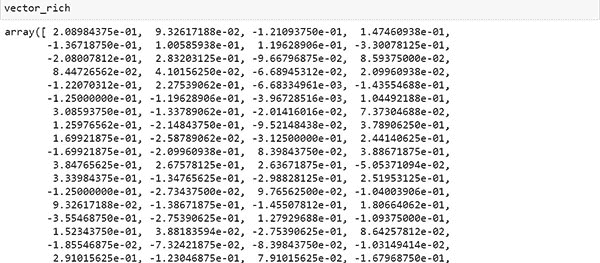 vector_rich
array([ 2.08984375e-01, 9.32617188e-02, -1.21093750e-01, 1.47460938e-01,
-1.36718750e-01, 1.00585938e-01, 1.19628906e-01, -3.30078125e-01,
-2.08007812e-01, 2.83203125e-01, -9.66796875e-02, 8.59375000e-02,
8.44726562e-02, 4.10156250e-02, -6.68945312e-02, 2.09960938e-02,
-1.22070312e-01, 2.27539062e-01, -6.68334961e-03, -1.43554688e-01,
-1.25000000e-01, -1.19628906e-01, -3.96728516e-03, 1.04492188e-01,
3.08593750e-01, -1.33789062e-01, -2.01416016e-02, 7.37304688e-02,
1.25976562e-01, -2.14843750e-01, -9.52148438e-02, 3.78906250e-01,
1.69921875e-01, -2.58789062e-02, -3.12500000e-01, 2.44140625e-01,
-1.69921875e-01, -2.09960938e-01, 8.39843750e-02, 3.88671875e-01,
3.84765625e-01, 2.67578125e-01, 2.63671875e-01, -5.05371094e-02,
3.33984375e-01, -1.34765625e-01, -2.98828125e-01, 2.51953125e-01,
-1.25000000e-01, -2.73437500e-01, 9.76562500e-02, -1.04003906e-01,
9.32617188e-02, -1.38671875e-01, -1.45507812e-01, 1.80664062e-01,
-3.55468750e-01, -2.75390625e-01, 1.27929688e-01, -1.09375000e-01,
1.52343750e-01, 3.88183594e-02, -2.75390625e-01, 8.64257812e-02,
-1.85546875e-02, -7.32421875e-02, -8.39843750e-02, -1.03149414e-02,
2.91015625e-01, -1.23046875e-01, 7.91015625e-02, -1.67968750e-01,